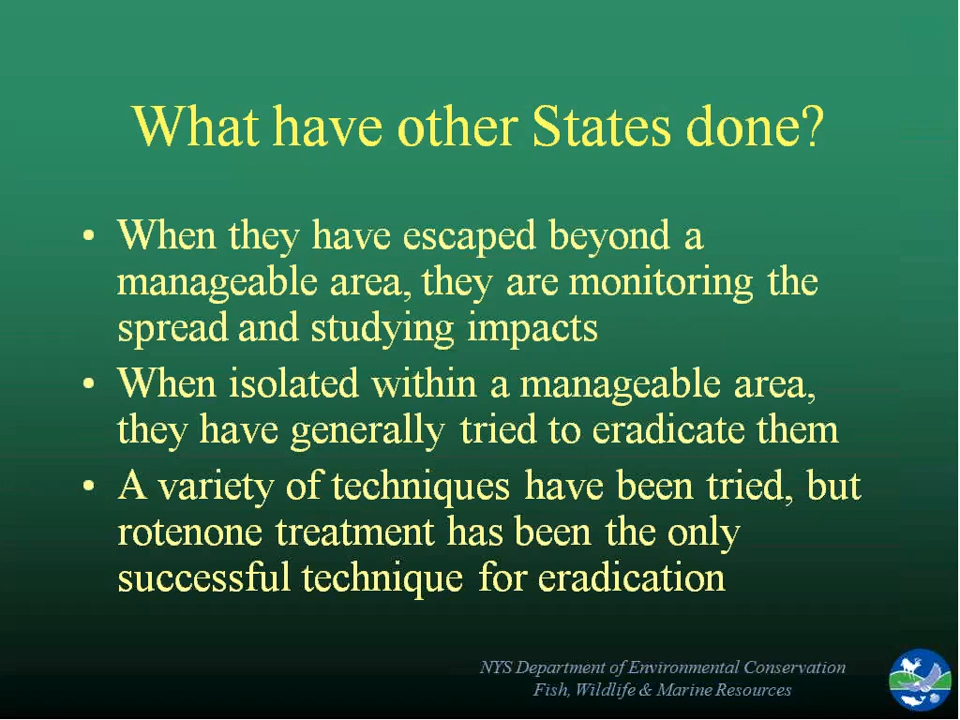 What have other States done?
• When they have escaped beyond a
manageable area, they are monitoring the
spread and studying impacts
• When isolated within a manageable area,
they have generally tried to eradicate them
• A variety of techniques have been tried, but
rotenone treatment has been the only
successful technique for eradication
NYS Department of Environmental Conservation
Fish, Wildlife & Marine Resources